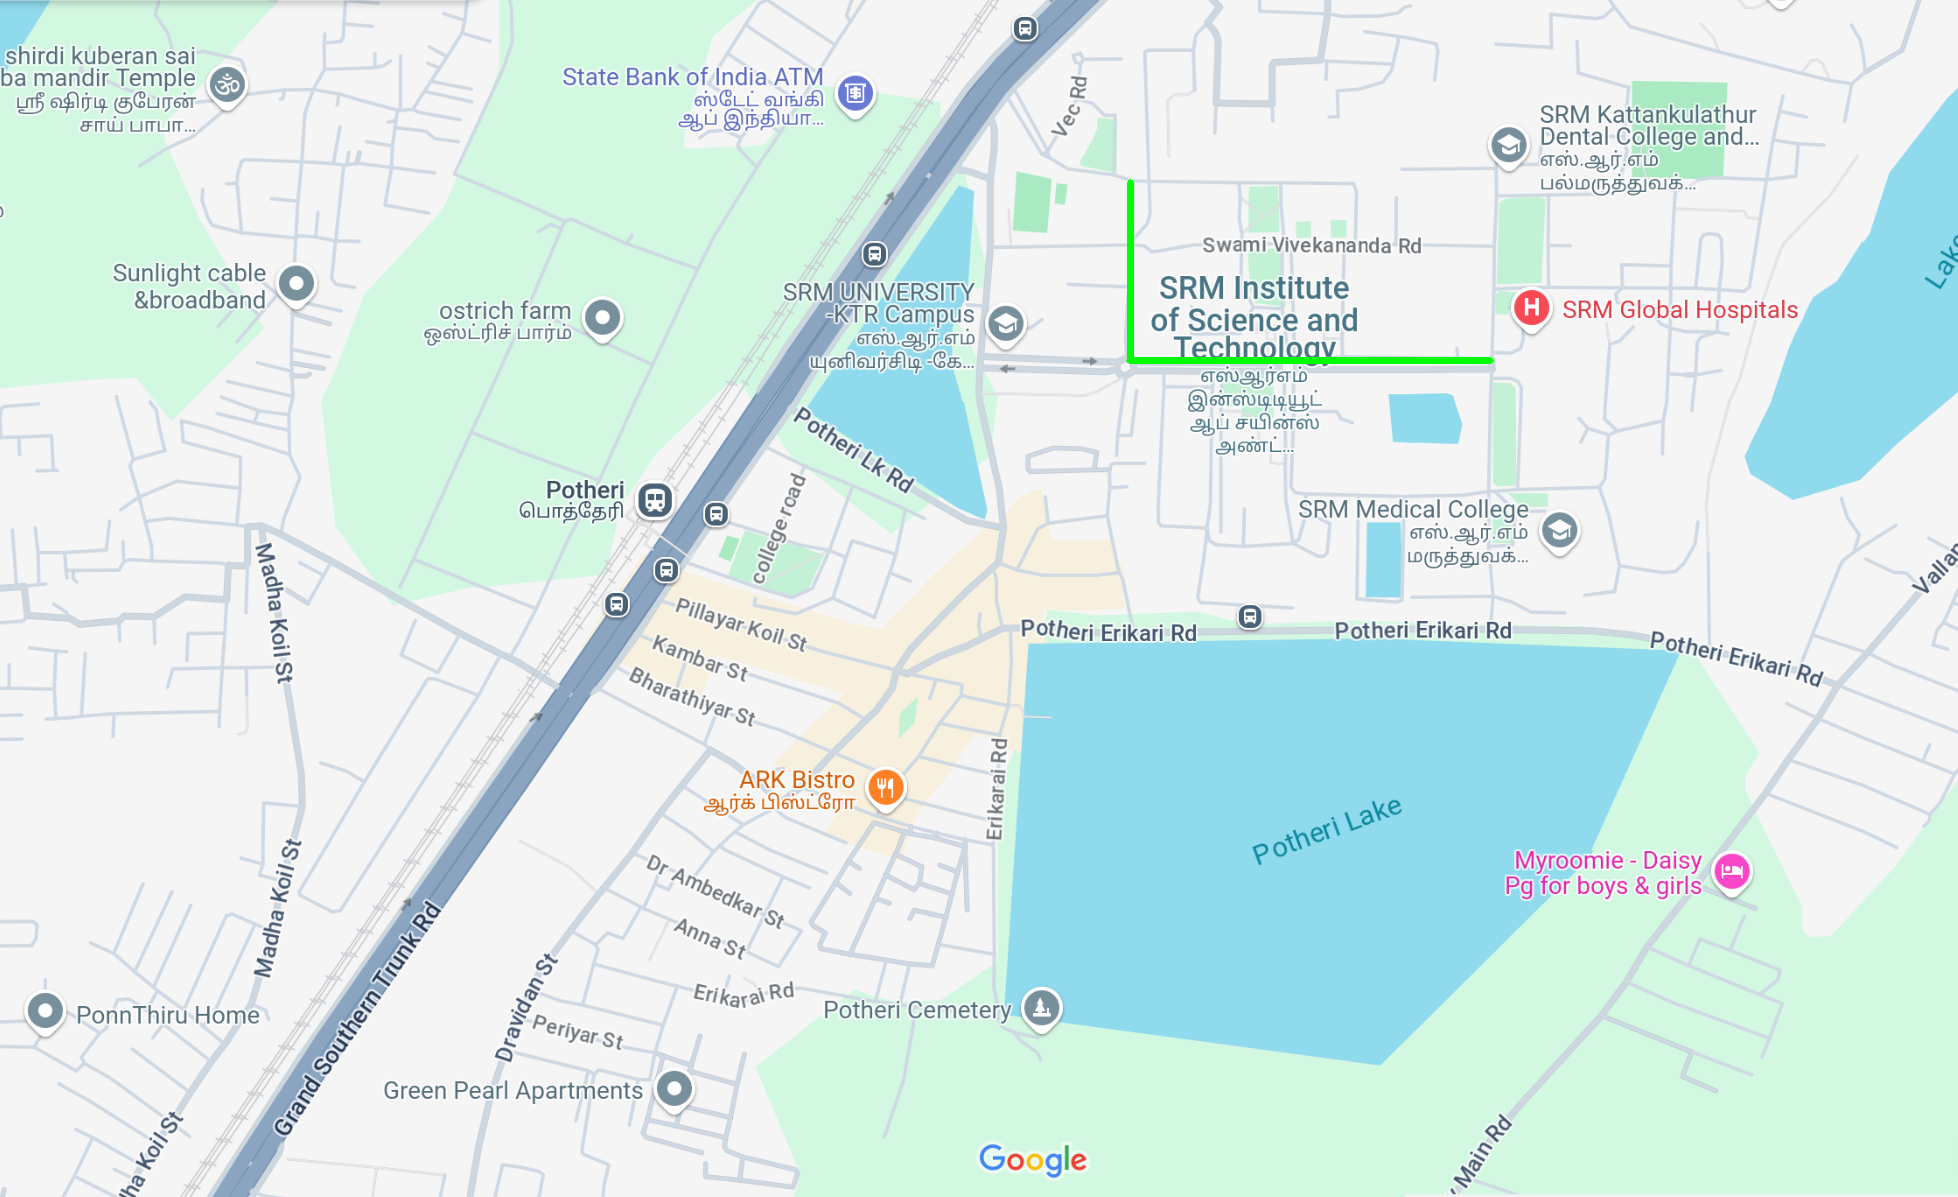 shirdi kuberan sai
ba mandir Temple
ஸ்ரீ ஷிர்டி குபேரன்
சாய் பாபா...
State Bank of India ATM
ஸ்டேட் வங்கி
ஆப் இந்தியா...
Vec Rd
SRM Kattankulathur
Dental College and...
எஸ்.ஆர்.எம்
பல்மருத்துவக்...
Swami Vivekananda Rd
Sunlight cable
&broadband
ostrich farm
ஒஸ்ட்ரிச் பார்ம்
SRM UNIVERSITY
-KTR Campus
எஸ்.ஆர்.எம்
யுனிவர்சிடி -கே...
SRM Institute
of Science and
Technology
எஸ்ஆர்எம்
இன்ஸ்டிடியூட்
ஆப் சயின்ஸ்
அண்ட்...
H
SRM Global Hospitals
Lake
Potheri Lk Rd
Potheri
பொத்தேரி
college road
SRM Medical College
எஸ்.ஆர்.எம்
மருத்துவக்...
Madha Koil St
Vallan
Pillayar Koil St
Kambar St
Bharathiyar St
Potheri Erikari Rd
Potheri Erikari Rd
Potheri Erikari Rd
ARK Bistro
ஆர்க் பிஸ்ட்ரோ
Erikarai Rd
Potheri Lake
Myroomie - Daisy
Pg for boys & girls
Madha Koil St
Dr Ambedkar St
Anna St
Grand Southern Trunk Rd
Dravidan St
Erikarai Rd
Potheri Cemetery
PonnThiru Home
Periyar St
Green Pearl Apartments
dha Koil St
Main Rd
Google